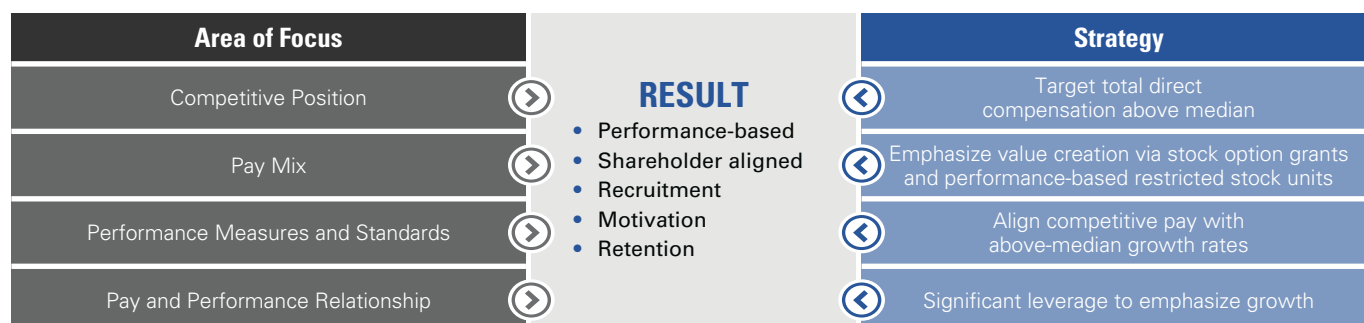 Area of Focus
Competitive Position
Pay Mix
Performance Measures and Standards
Pay and Performance Relationship
RESULT
• Performance-based
• Shareholder aligned
• Recruitment
• Motivation
• Retention
Strategy
Target total direct
compensation above median
Emphasize value creation via stock option grants
and performance-based restricted stock units
Align competitive pay with
above-median growth rates
Significant leverage to emphasize growth